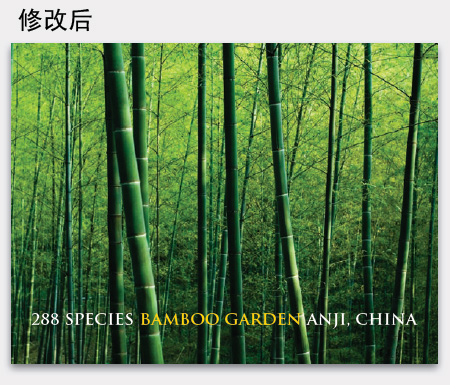 修改后
288 SPECIES BAMBOO GARDEN ANJI, CHINA